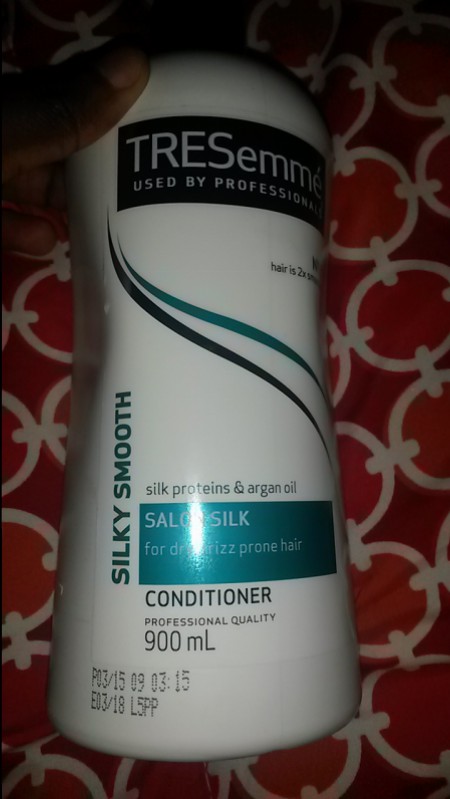 TRESemmé
USED BY PROFESSIONALS
hair is 2x
SILKY SMOOTH
silk proteins & argan oil
SALON SILK
for dry frizz prone hair
CONDITIONER
PROFESSIONAL QUALITY
900 mL
P03/15 09 03:15
E03/18 L5PP